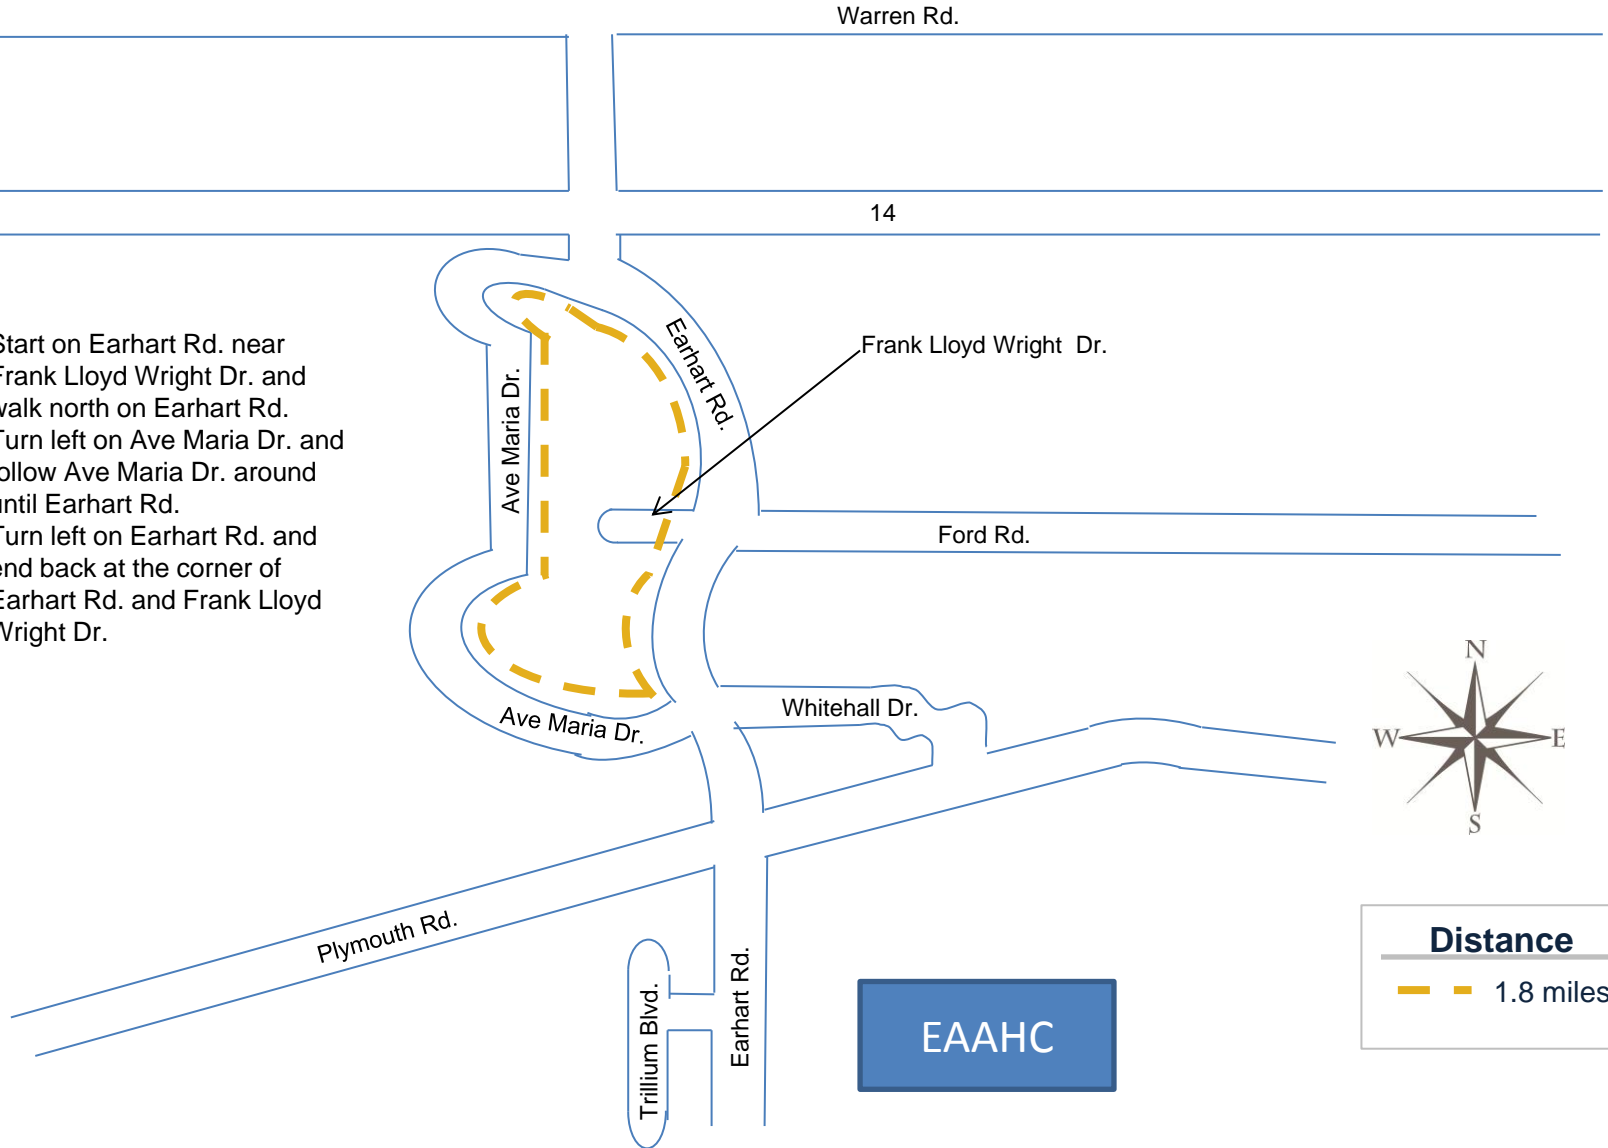 Warren Rd.
14
Start on Earhart Rd. near
Frank Lloyd Wright Dr. and
walk north on Earhart Rd.
Turn left on Ave Maria Dr. and
follow Ave Maria Dr. around
until Earhart Rd.
Turn left on Earhart Rd. and
end back at the corner of
Earhart Rd. and Frank Lloyd
Wright Dr.
Earhart Rd.
Frank Lloyd Wright Dr.
Ave Maria Dr.
Ford Rd.
Ave Maria Dr.
Whitehall Dr.
N
W
E
S
Plymouth Rd.
Trillium Blvd.
Earhart Rd.
EAAHC
Distance
1.8 miles